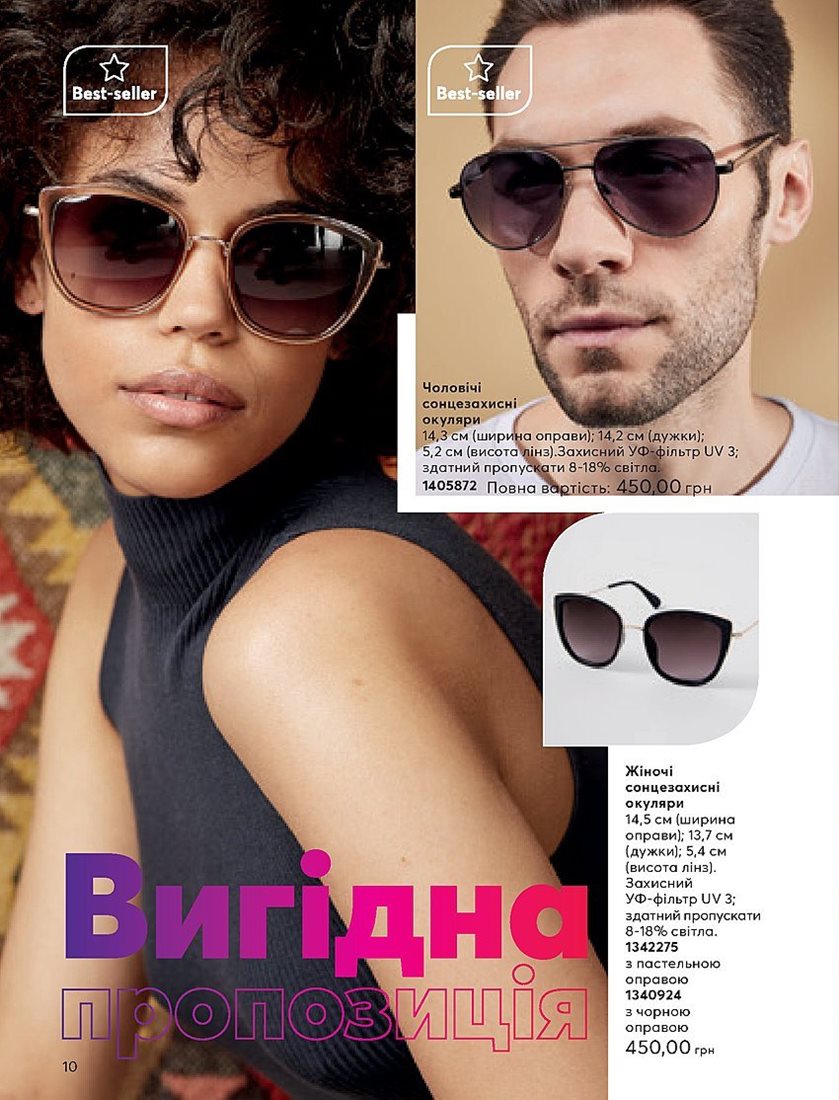 Best-seller
Best-seller
Чоловічі
сонцезахисні
окуляри
14,3 см (ширина оправи); 14,2 см (дужки);
5,2 см (висота лінз).Захисний УФ-фільтр UV 3;
здатний пропускати 8-18% світла.
1405872 Повна вартість: 450,00 грн
Жіночі
сонцезахисні
окуляри
14,5 см (ширина
оправи); 13,7 см
(дужки); 5,4 см
(висота лінз).
Захисний
УФ-фільтр UV 3;
здатний пропускати
8-18% світла.
1342275
з пастельною
оправою
1340924
з чорною
оправою
450,00 грн
Вигідна
пропозиція
10